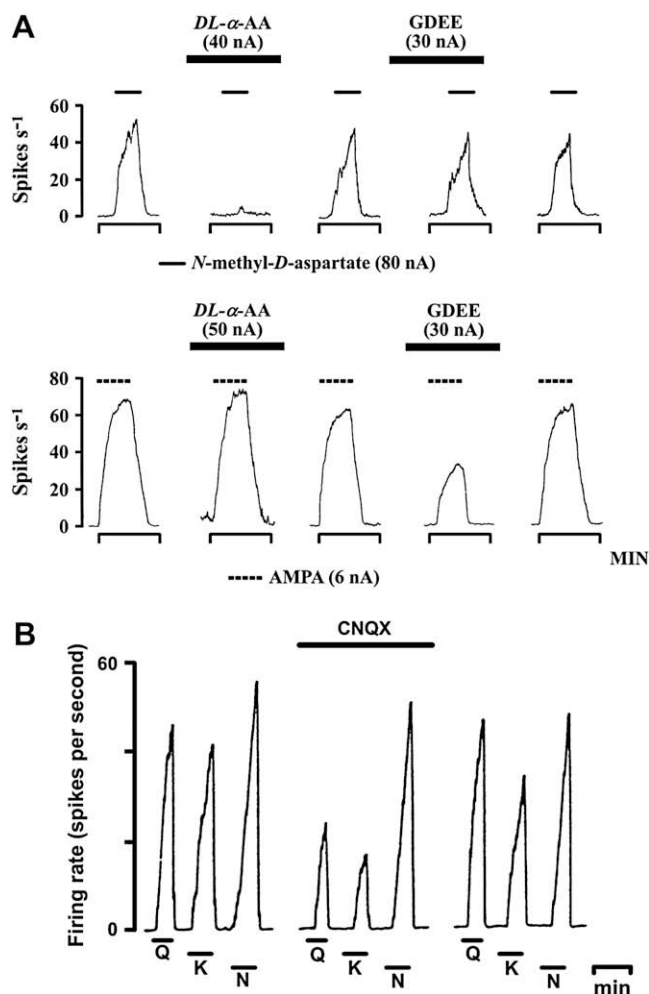 A
DL-α-AA
(40 nA)
GDEE
(30 nA)
60
40
20
0
Spikes s⁻¹
N-methyl-D-aspartate (80 nA)
DL-α-AA
(50 nA)
GDEE
(30 nA)
80
60
40
20
0
Spikes s⁻¹
MIN
AMPA (6 nA)
B
CNQX
60
0
Firing rate (spikes per second)
Q K N Q K N Q K N min